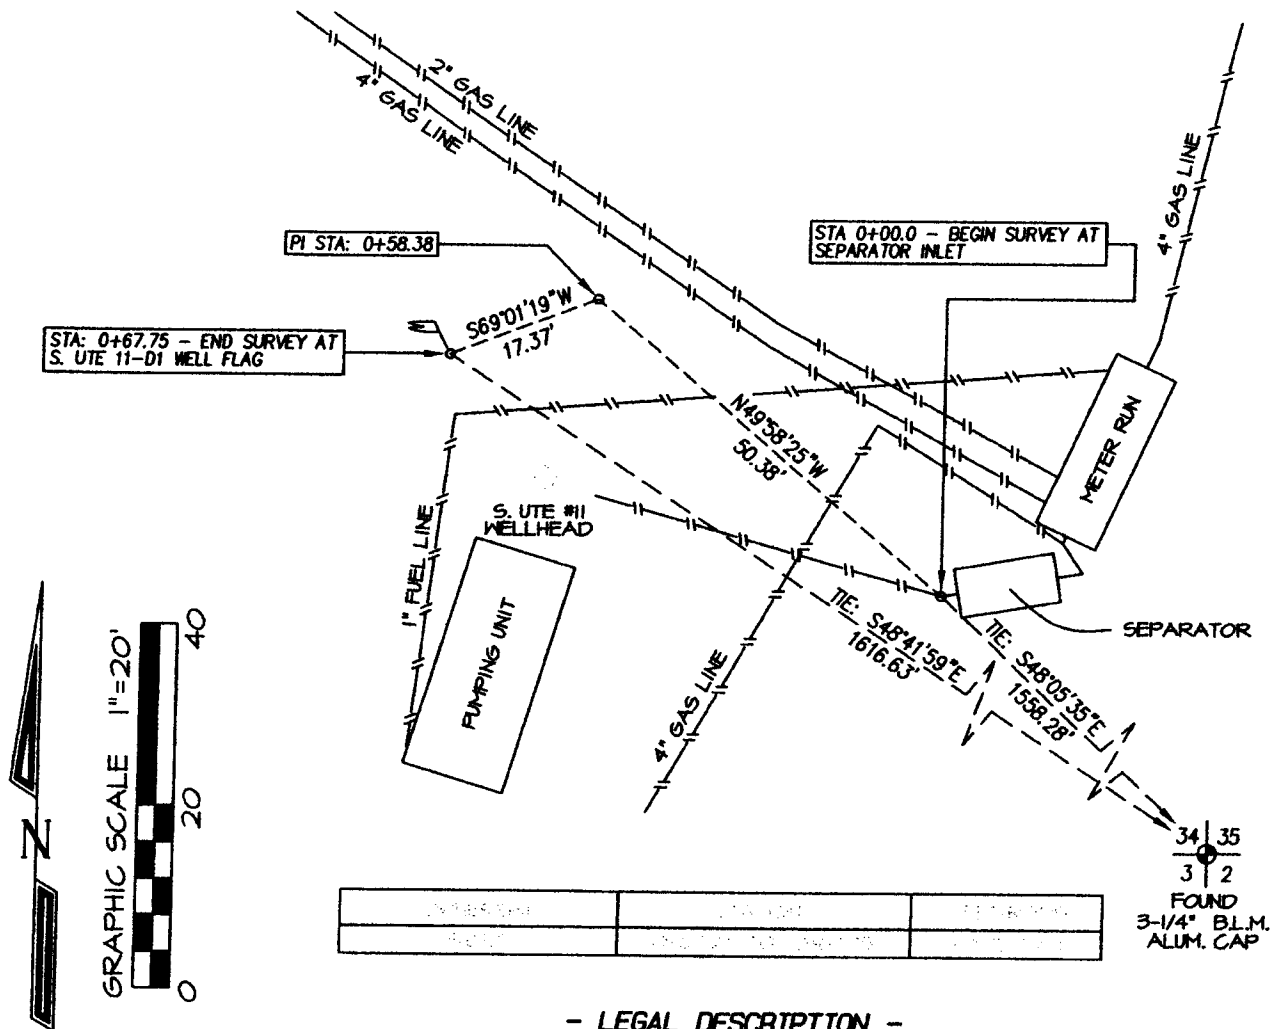 2" GAS LINE
4" GAS LINE
4" GAS LINE
PI STA: 0+58.38
STA 0+00.0 - BEGIN SURVEY AT
SEPARATOR INLET
STA: 0+67.75 - END SURVEY AT
S. UTE 11-D1 WELL FLAG
S69°01'19"W
17.37'
N49°58'25"W
50.38'
METER RUN
S. UTE #11
WELLHEAD
1" FUEL LINE
PUMPING UNIT
4" GAS LINE
TIE: S48°41'59"E
1616.63'
TIE: S48°05'35"E
1558.28'
SEPARATOR
GRAPHIC SCALE 1"=20'
40
20
0
N
34 35
3 2
FOUND
3-1/4" B.L.M.
ALUM. CAP
- LEGAL DESCRIPTION -